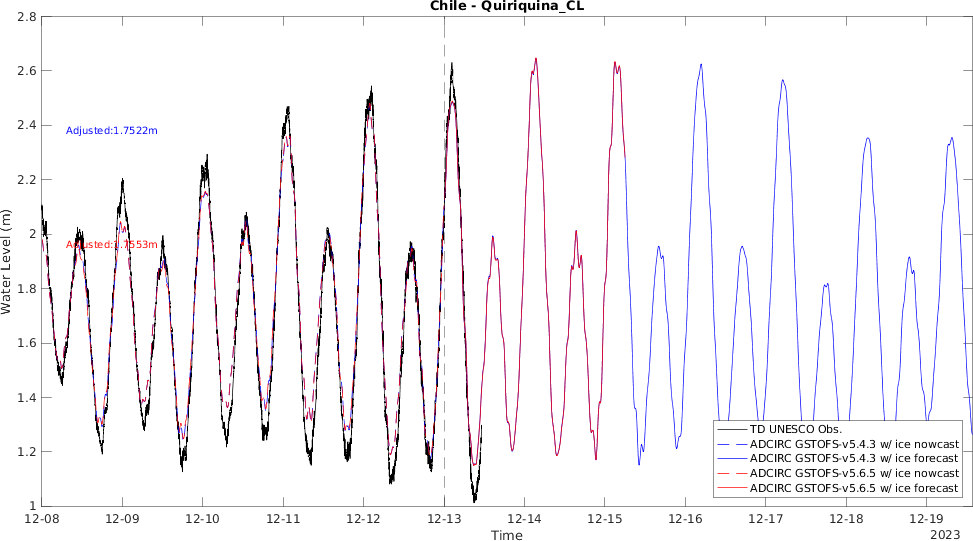 Chile - Quiriquina_CL
2.8
2.6
2.4
2.2
2
1.8
1.6
1.4
1.2
1
Water Level (m)
Adjusted:1.7522m
Adjusted:1.7553m
TD UNESCO Obs.
ADCIRC GSTOFS-v5.4.3 w/ ice nowcast
ADCIRC GSTOFS-v5.4.3 w/ ice forecast
ADCIRC GSTOFS-v5.6.5 w/ ice nowcast
ADCIRC GSTOFS-v5.6.5 w/ ice forecast
12-08 12-09 12-10 12-11 12-12 12-13 12-14 12-15 12-16 12-17 12-18 12-19
Time
2023